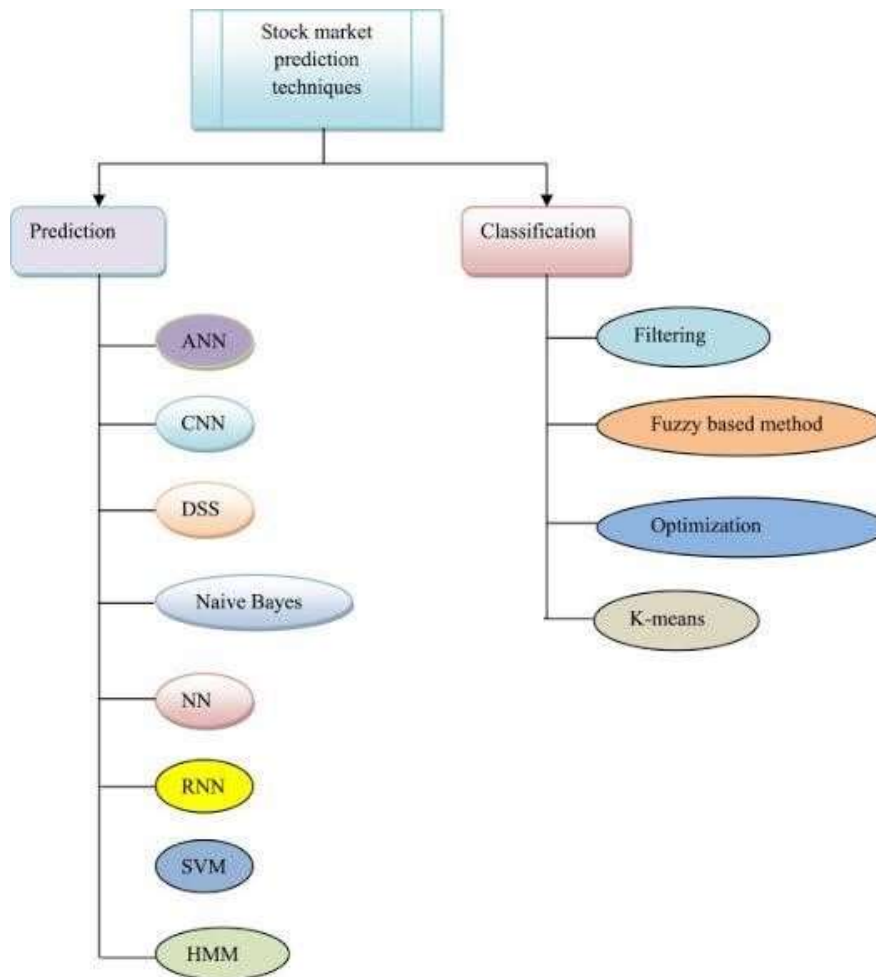 Stock market
prediction
techniques
Prediction
Classification
ANN
CNN
DSS
Naive Bayes
NN
RNN
SVM
HMM
Filtering
Fuzzy based method
Optimization
K-means